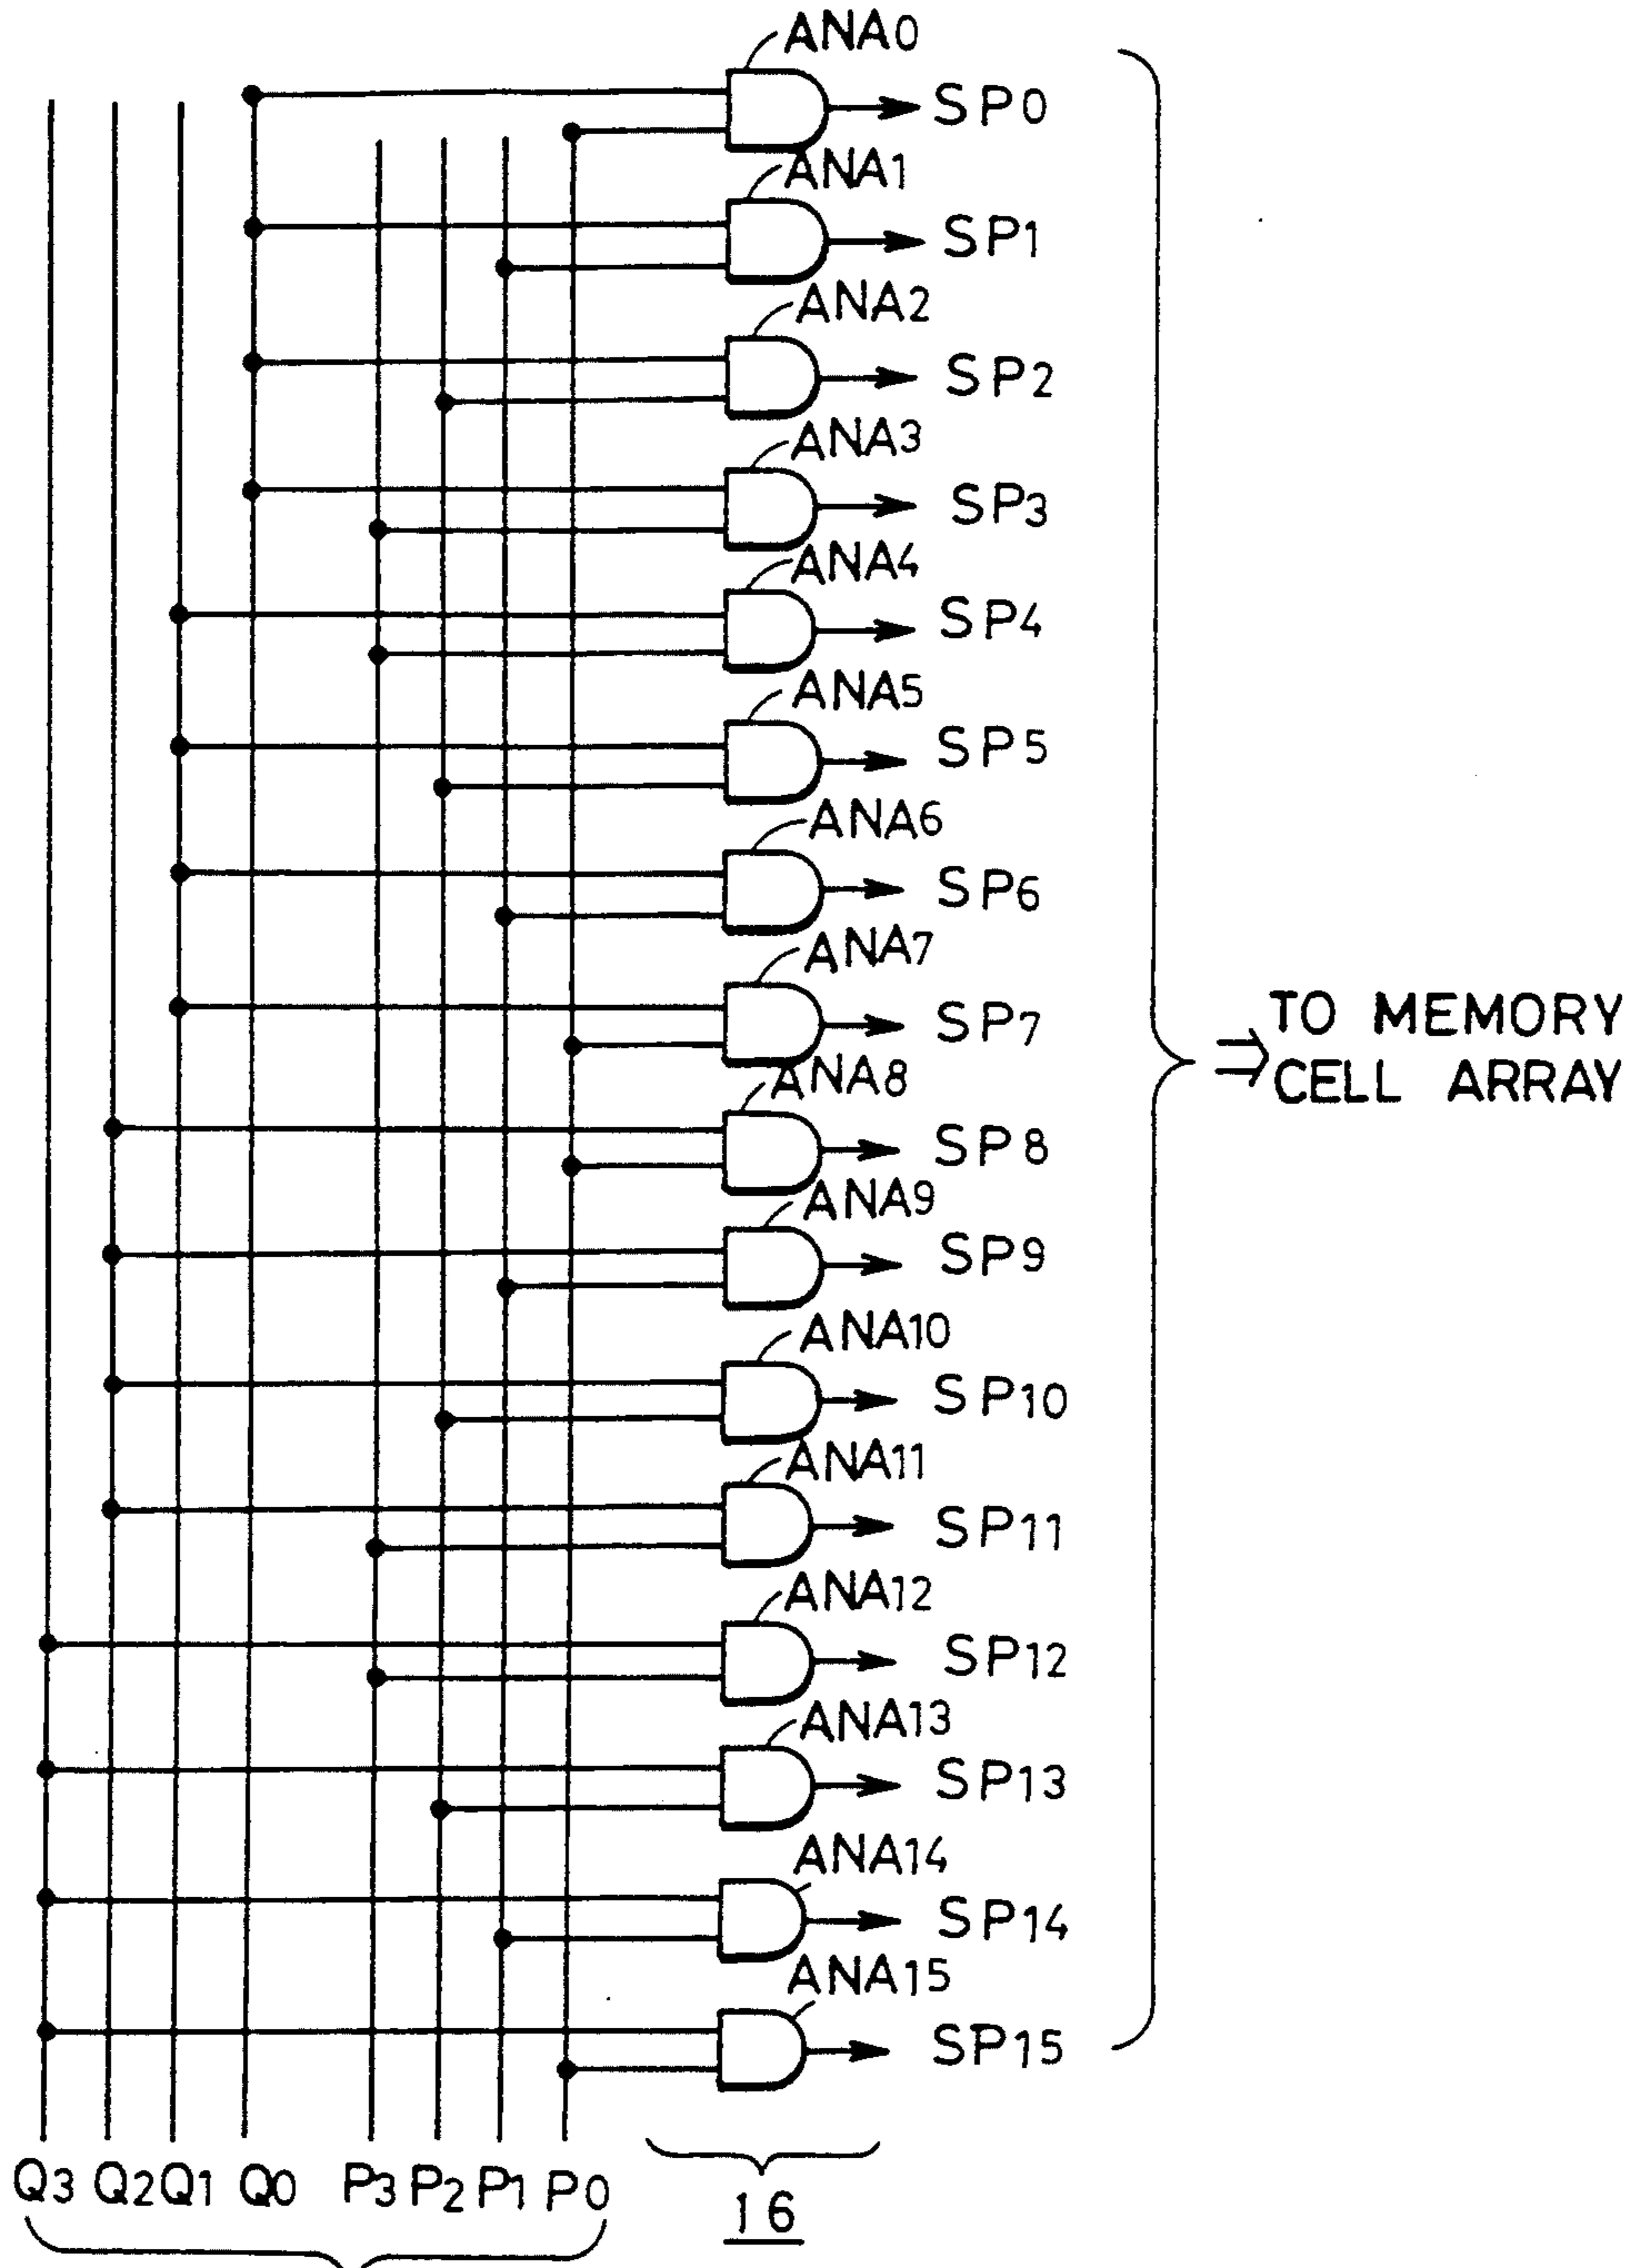 ANA0
SP0
ANA1
SP1
ANA2
SP2
ANA3
SP3
ANA4
SP4
ANA5
SP5
ANA6
SP6
ANA7
SP7
TO MEMORY
CELL ARRAY
ANA8
SP8
ANA9
SP9
ANA10
SP10
ANA11
SP11
ANA12
SP12
ANA13
SP13
ANA14
SP14
ANA15
SP15
Q3 Q2 Q1 Q0 P3 P2 P1 P0
16